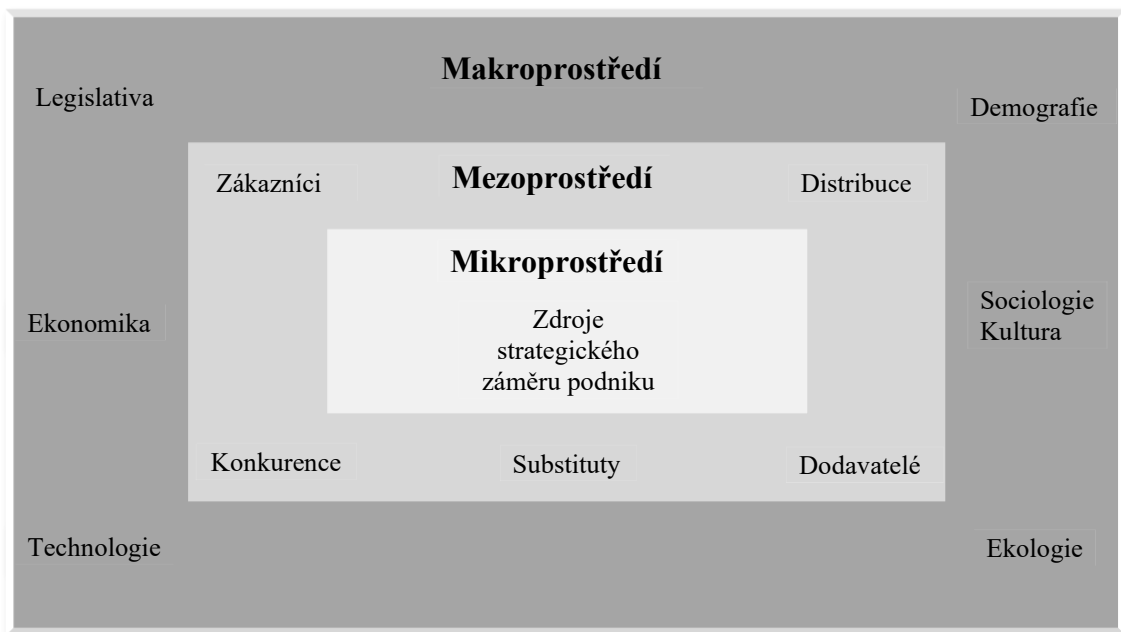 Makroprostředí
Legislativa
Demografie
Zákazníci
Mezoprostředí
Distribuce
Mikroprostředí
Zdroje
strategického
záměru podniku
Ekonomika
Sociologie
Kultura
Konkurence
Substituty
Dodavatelé
Technologie
Ekologie